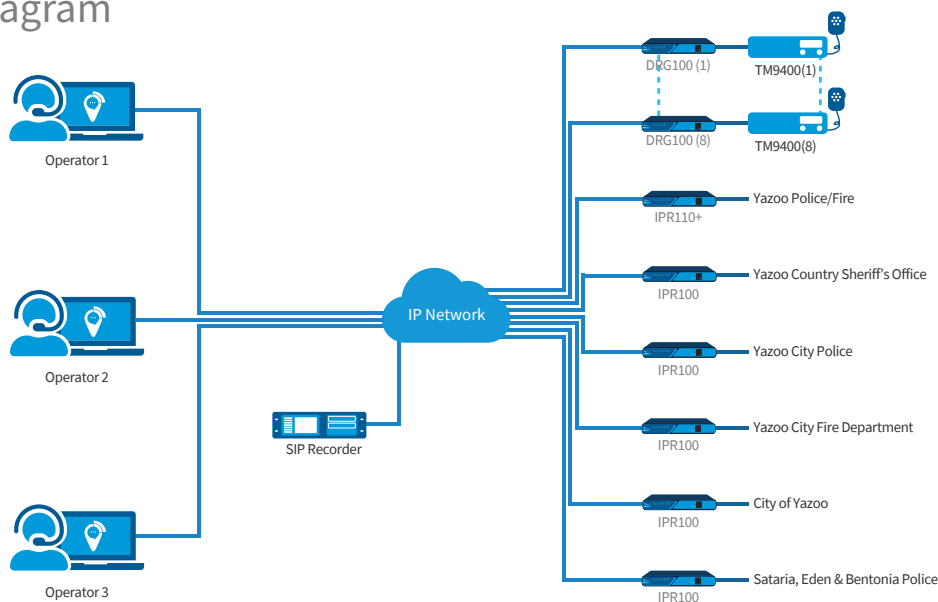 agram
Operator 1
Operator 2
Operator 3
SIP Recorder
IP Network
DRG100 (1)
TM9400(1)
DRG100 (8)
TM9400(8)
Yazoo Police/Fire
IPR110+
Yazoo Country Sheriff's Office
IPR100
Yazoo City Police
IPR100
Yazoo City Fire Department
IPR100
City of Yazoo
IPR100
Sataria, Eden & Bentonia Police
IPR100